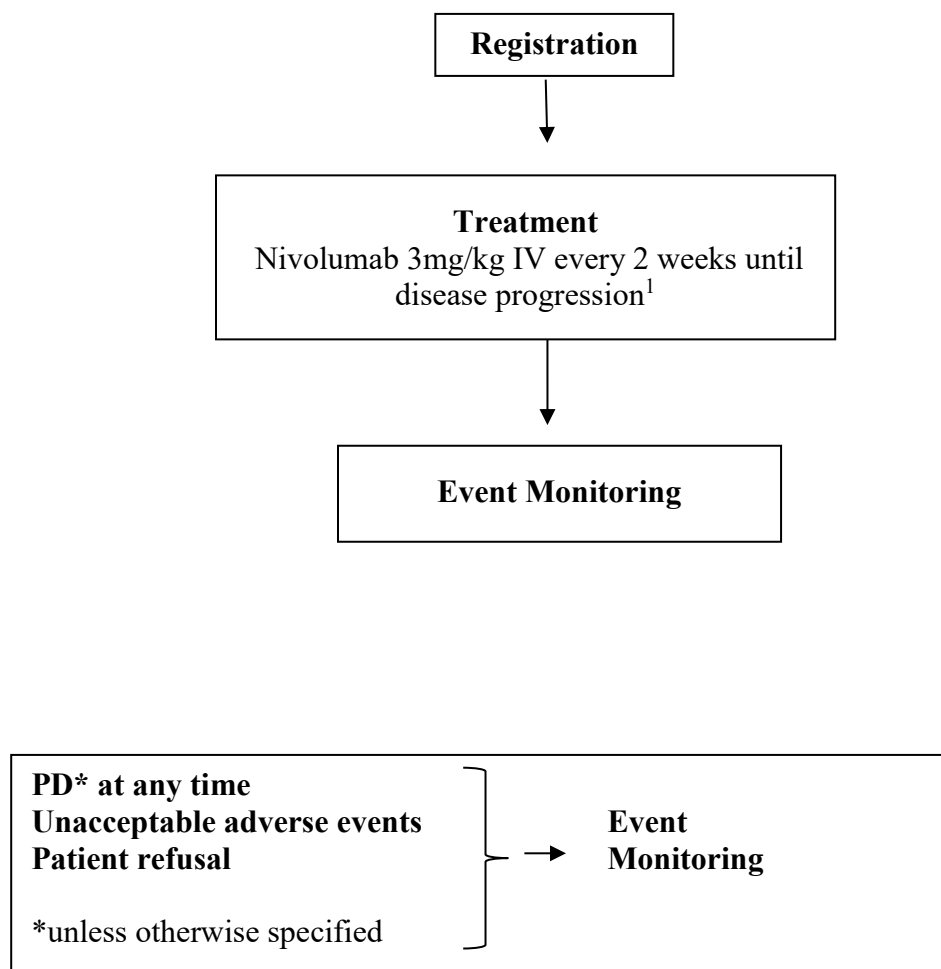 Registration
Treatment
Nivolumab 3mg/kg IV every 2 weeks until
disease progression¹
Event Monitoring
PD* at any time
Unacceptable adverse events
Patient refusal
*unless otherwise specified
Event
Monitoring